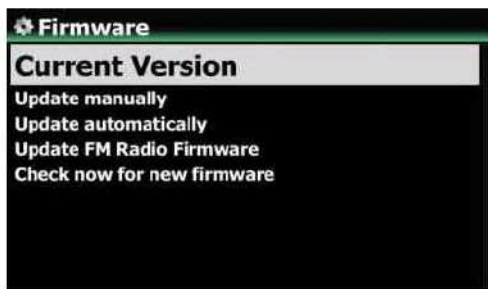 Firmware
Current Version
Update manually
Update automatically
Update FM Radio Firmware
Check now for new firmware